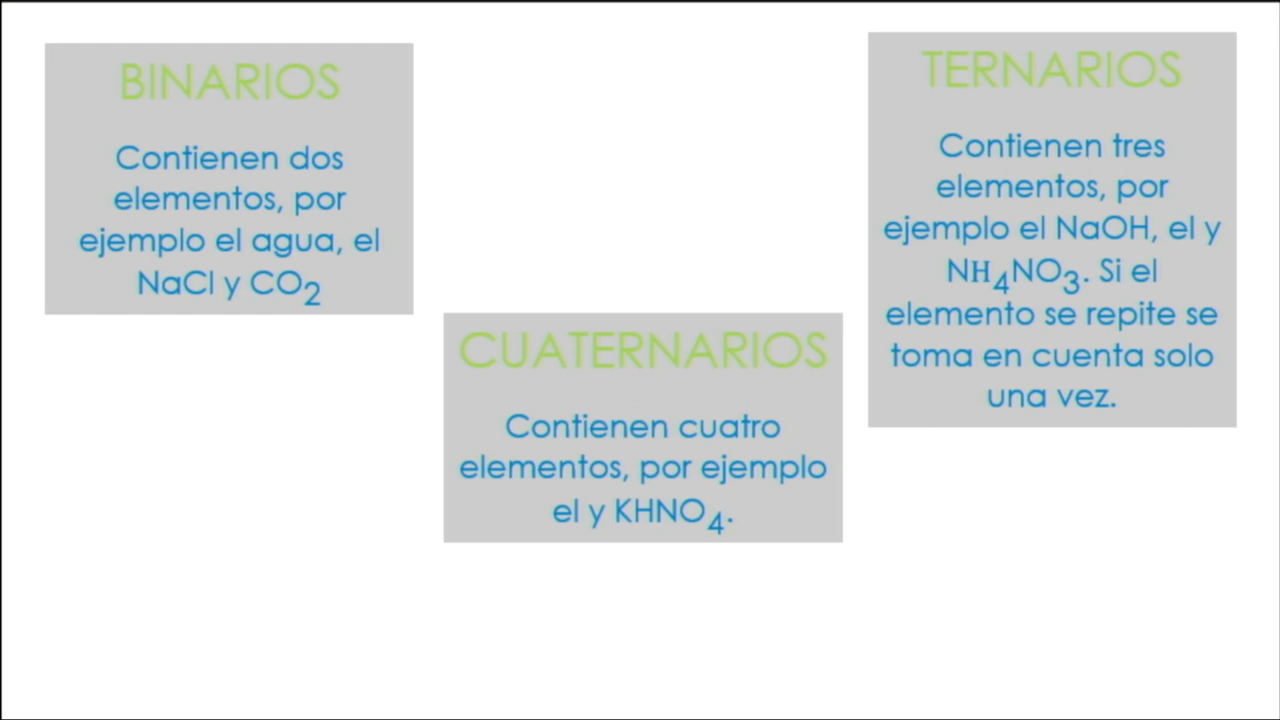 BINARIOS
Contienen dos
elementos, por
ejemplo el agua, el
NaCl y CO₂
TERNARIOS
Contienen tres
elementos, por
ejemplo el NaOH, el y
NH₄NO₃. Si el
elemento se repite se
toma en cuenta solo
una vez.
CUATERNARIOS
Contienen cuatro
elementos, por ejemplo
el y KHNO₄.